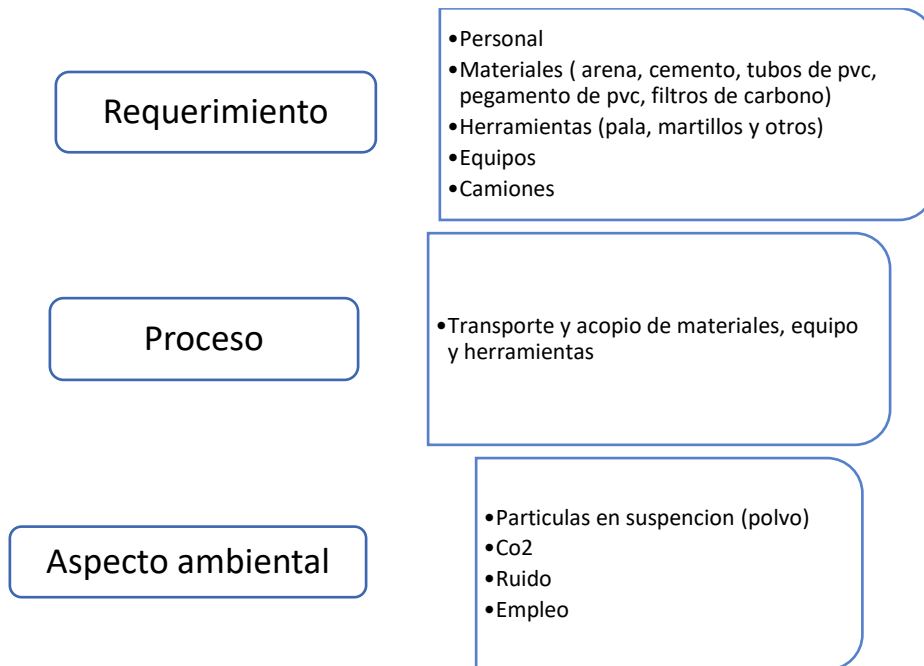 Requerimiento
•Personal
•Materiales ( arena, cemento, tubos de pvc,
pegamento de pvc, filtros de carbono)
•Herramientas (pala, martillos y otros)
•Equipos
•Camiones
Proceso
•Transporte y acopio de materiales, equipo
y herramientas
Aspecto ambiental
•Particulas en suspencion (polvo)
•Co2
•Ruido
•Empleo